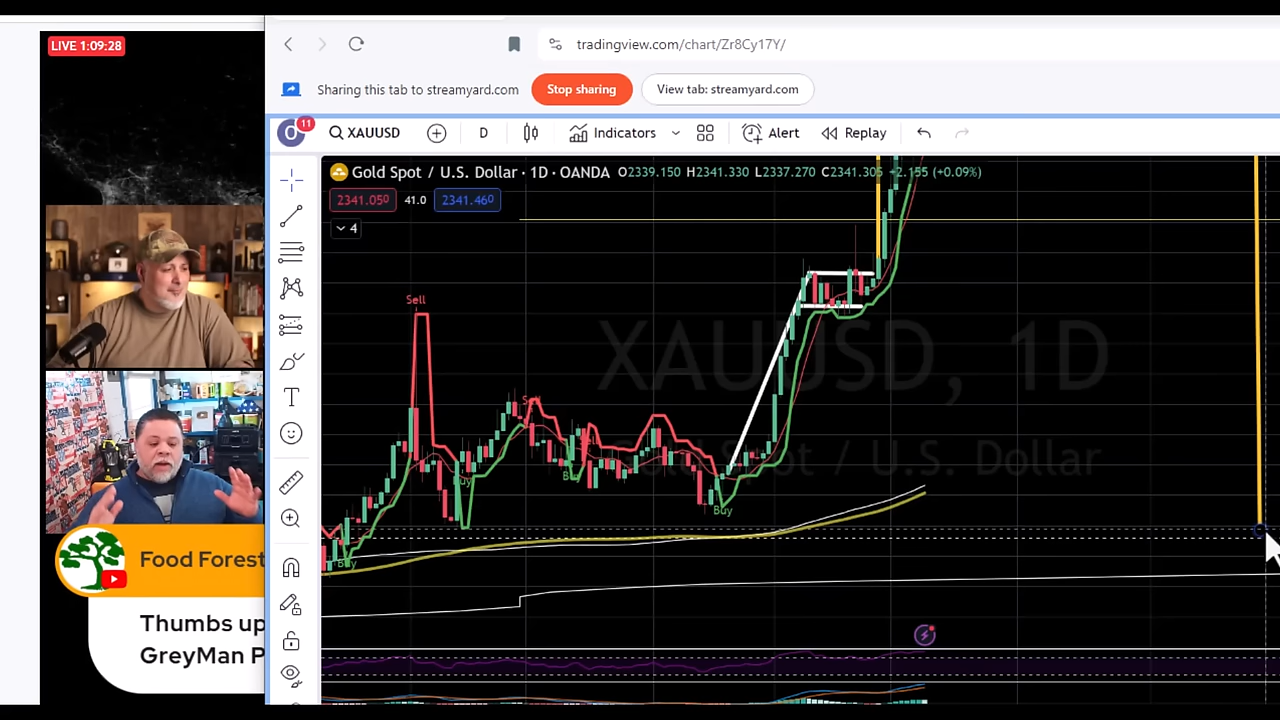 LIVE 1:09:28
tradingview.com/chart/Zr8Cy17Y/
Sharing this tab to streamyard.com
Stop sharing
View tab: streamyard.com
O
11
XAUUSD
D
Indicators
Alert
Replay
Gold Spot / U.S. Dollar · 1D · OANDA O2339.150 H2341.330 L2337.270 C2341.305 +2.155 (+0.09%)
2341.050
41.0
2341.460
4
Sell
XAUUSD, 1D
Gold Spot / U.S. Dollar
Buy
Buy
Buy
T
Food Forest
Thumbs up
GreyMan P